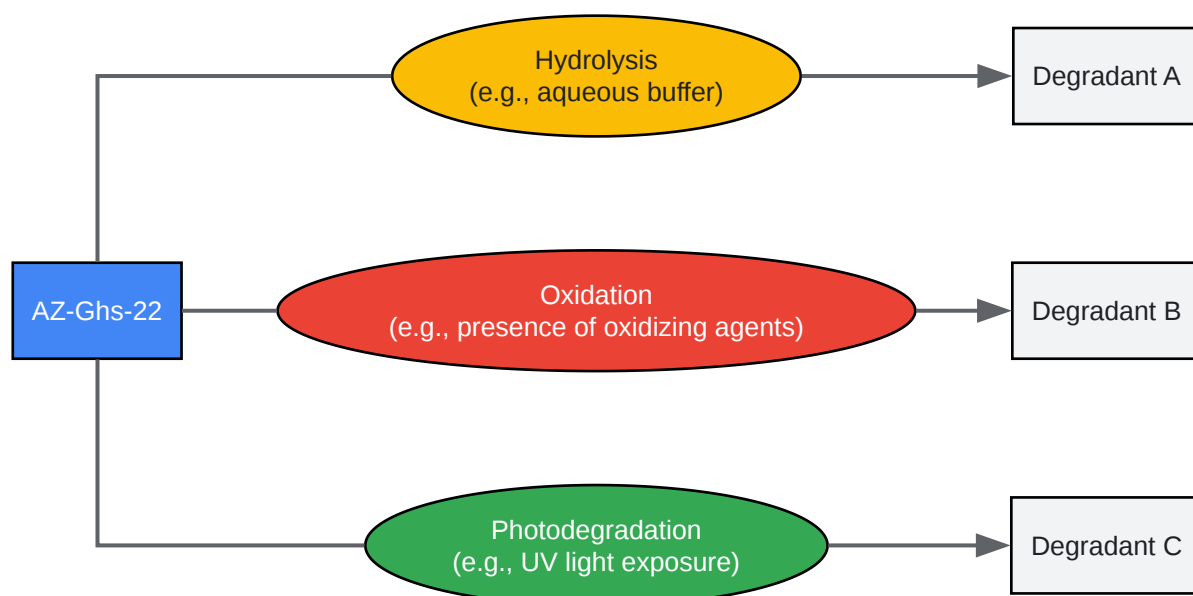 Hydrolysis
(e.g., aqueous buffer)
Degradant A
AZ-Ghs-22
Oxidation
(e.g., presence of oxidizing agents)
Degradant B
Photodegradation
(e.g., UV light exposure)
Degradant C